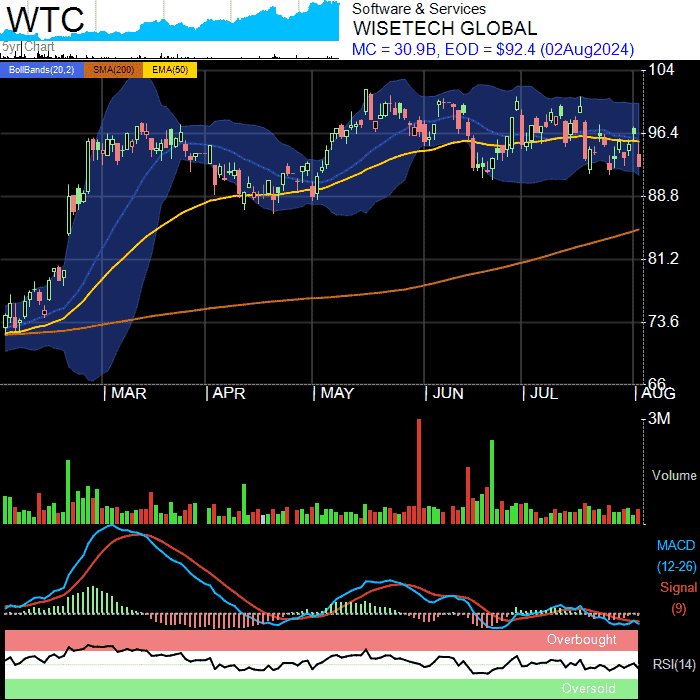 WTC
5yr Chart
Software & Services
WISETECH GLOBAL
MC = 30.9B, EOD = $92.4 (02Aug2024)
BollBands(20,2) SMA(200) EMA(50)
104
96.4
88.8
81.2
73.6
66
MAR APR MAY JUN JUL AUG
3M
Volume
MACD
(12-26)
Signal
(9)
Overbought
RSI(14)
Oversold